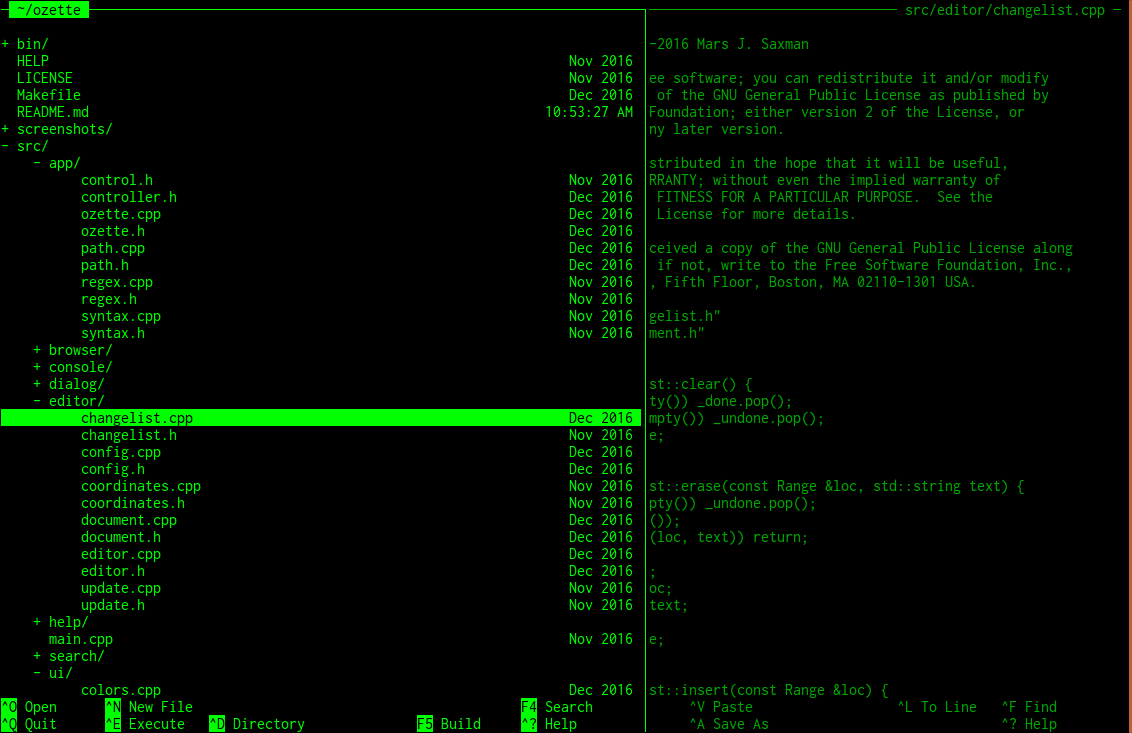 ~/ozette
+ bin/
HELP Nov 2016
LICENSE Nov 2016
Makefile Dec 2016
README.md 10:53:27 AM
+ screenshots/
- src/
- app/
control.h Nov 2016
controller.h Dec 2016
ozette.cpp Dec 2016
ozette.h Dec 2016
path.cpp Dec 2016
path.h Dec 2016
regex.cpp Nov 2016
regex.h Nov 2016
syntax.cpp Nov 2016
syntax.h Nov 2016
+ browser/
+ console/
+ dialog/
- editor/
changelist.cpp Dec 2016
changelist.h Nov 2016
config.cpp Dec 2016
config.h Dec 2016
coordinates.cpp Nov 2016
coordinates.h Nov 2016
document.cpp Dec 2016
document.h Dec 2016
editor.cpp Dec 2016
editor.h Dec 2016
update.cpp Nov 2016
update.h Nov 2016
+ help/
main.cpp Nov 2016
+ search/
- ui/
colors.cpp Dec 2016
^O Open ^N New File F4 Search
^Q Quit ^E Execute ^D Directory F5 Build ^? Help
src/editor/changelist.cpp
-2016 Mars J. Saxman
ee software; you can redistribute it and/or modify
of the GNU General Public License as published by
Foundation; either version 2 of the License, or
ny later version.
stributed in the hope that it will be useful,
RRANTY; without even the implied warranty of
FITNESS FOR A PARTICULAR PURPOSE.  See the
License for more details.
ceived a copy of the GNU General Public License along
if not, write to the Free Software Foundation, Inc.,
, Fifth Floor, Boston, MA 02110-1301 USA.
gelist.h"
ment.h"
st::clear() {
ty()) _done.pop();
mpty()) _undone.pop();
e;
st::erase(const Range &loc, std::string text) {
pty()) _undone.pop();
());
(loc, text)) return;
;
oc;
text;
e;
st::insert(const Range &loc) {
^V Paste ^L To Line ^F Find
^A Save As ^? Help